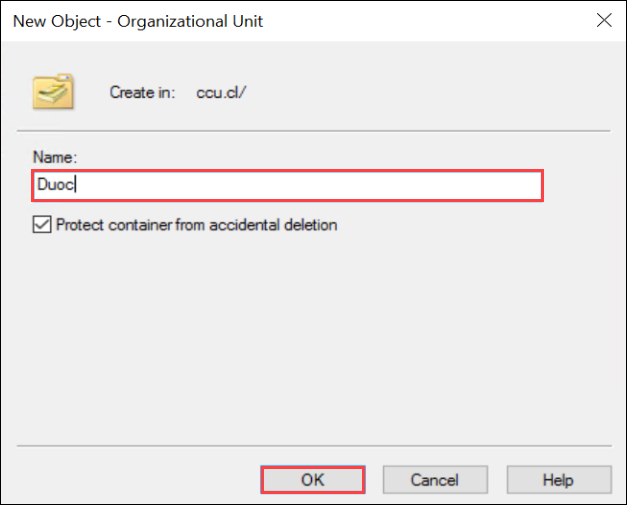 New Object - Organizational Unit
Create in: ccu.cl/
Name:
Duoc
Protect container from accidental deletion
OK Cancel Help